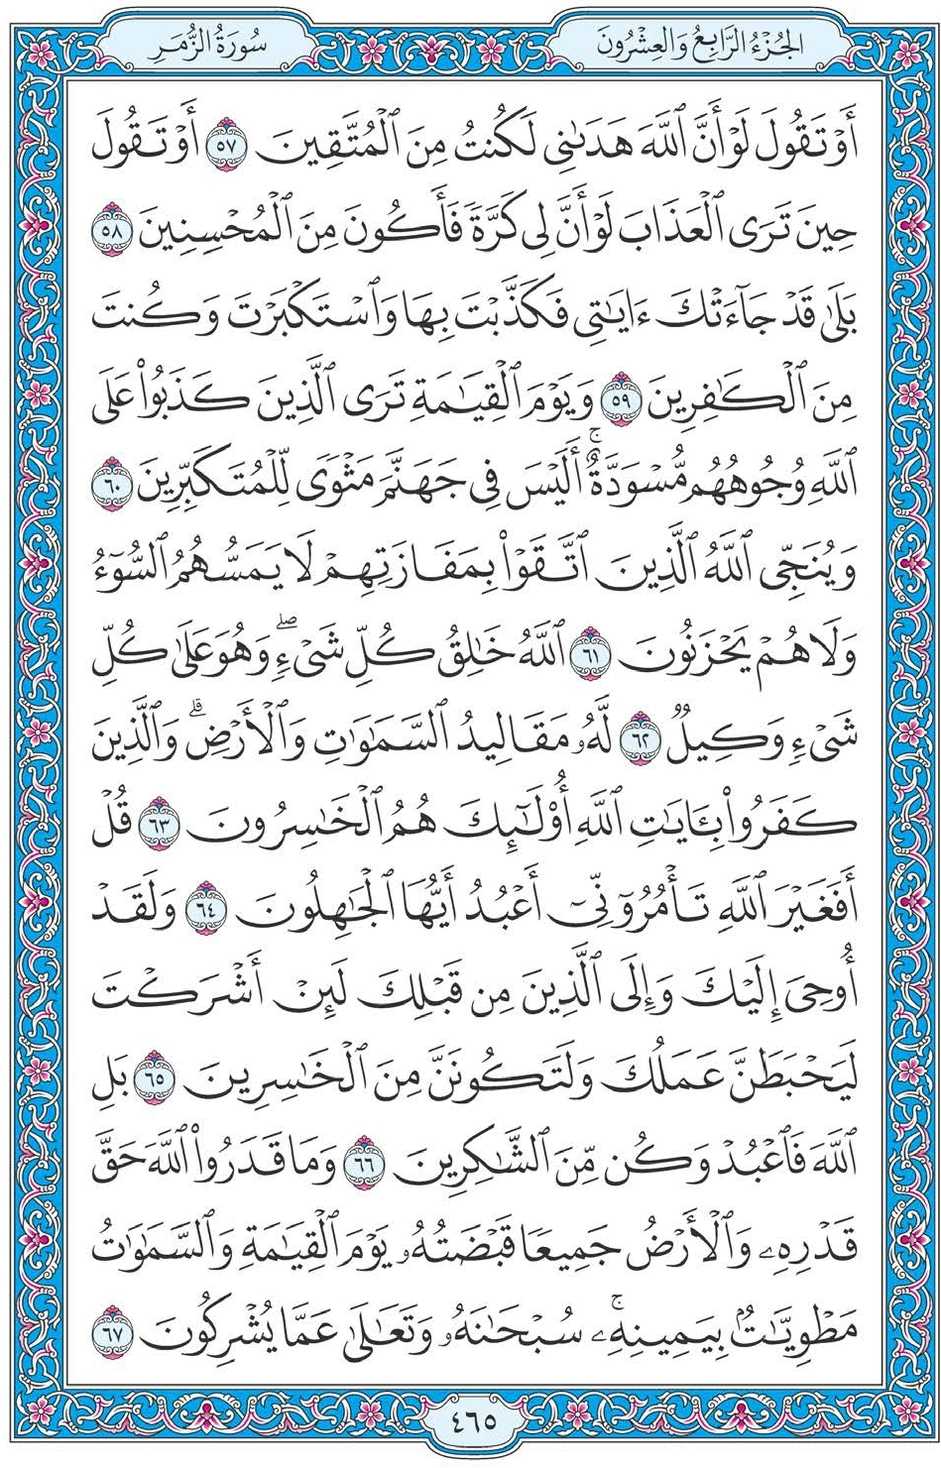 الجُزْءُ الرَّابِعُ وَالعِشْرُونَ
سُورَةُ الزُّمَر
أَوۡ تَقُولَ لَوۡ أَنَّ ٱللَّهَ هَدَىٰنِي لَكُنتُ مِنَ ٱلۡمُتَّقِينَ ٥٧ أَوۡ تَقُولَ
حِينَ تَرَى ٱلۡعَذَابَ لَوۡ أَنَّ لِي كَرَّةٗ فَأَكُونَ مِنَ ٱلۡمُحۡسِنِينَ ٥٨
بَلَىٰ قَدۡ جَآءَتۡكَ ءَايَٰتِي فَكَذَّبۡتَ بِهَا وَٱسۡتَكۡبَرۡتَ وَكُنتَ
مِنَ ٱلۡكَٰفِرِينَ ٥٩ وَيَوۡمَ ٱلۡقِيَٰمَةِ تَرَى ٱلَّذِينَ كَذَبُواْ عَلَى
ٱللَّهِ وُجُوهُهُم مُّسۡوَدَّةٌۚ أَلَيۡسَ فِي جَهَنَّمَ مَثۡوٗى لِّلۡمُتَكَبِّرِينَ ٦٠
وَيُنَجِّي ٱللَّهُ ٱلَّذِينَ ٱتَّقَوۡاْ بِمَفَازَتِهِمۡ لَا يَمَسُّهُمُ ٱلسُّوٓءُ
وَلَا هُمۡ يَحۡزَنُونَ ٦١ ٱللَّهُ خَٰلِقُ كُلِّ شَيۡءٖۖ وَهُوَ عَلَىٰ كُلِّ
شَيۡءٖ وَكِيلٞ ٦٢ لَّهُۥ مَقَالِيدُ ٱلسَّمَٰوَٰتِ وَٱلۡأَرۡضِۗ وَٱلَّذِينَ
كَفَرُواْ بِـَٔايَٰتِ ٱللَّهِ أُوْلَٰٓئِكَ هُمُ ٱلۡخَٰسِرُونَ ٦٣ قُلۡ
أَفَغَيۡرَ ٱللَّهِ تَأۡمُرُوٓنِّيٓ أَعۡبُدُ أَيُّهَا ٱلۡجَٰهِلُونَ ٦٤ وَلَقَدۡ
أُوحِيَ إِلَيۡكَ وَإِلَى ٱلَّذِينَ مِن قَبۡلِكَ لَئِنۡ أَشۡرَكۡتَ
لَيَحۡبَطَنَّ عَمَلُكَ وَلَتَكُونَنَّ مِنَ ٱلۡخَٰسِرِينَ ٦٥ بَلِ
ٱللَّهَ فَٱعۡبُدۡ وَكُن مِّنَ ٱلشَّٰكِرِينَ ٦٦ وَمَا قَدَرُواْ ٱللَّهَ حَقَّ
قَدۡرِهِۦ وَٱلۡأَرۡضُ جَمِيعٗا قَبۡضَتُهُۥ يَوۡمَ ٱلۡقِيَٰمَةِ وَٱلسَّمَٰوَٰتُ
مَطۡوِيَّٰتُۢ بِيَمِينِهِۦۚ سُبۡحَٰنَهُۥ وَتَعَٰلَىٰ عَمَّا يُشۡرِكُونَ ٦٧
٤٦٥